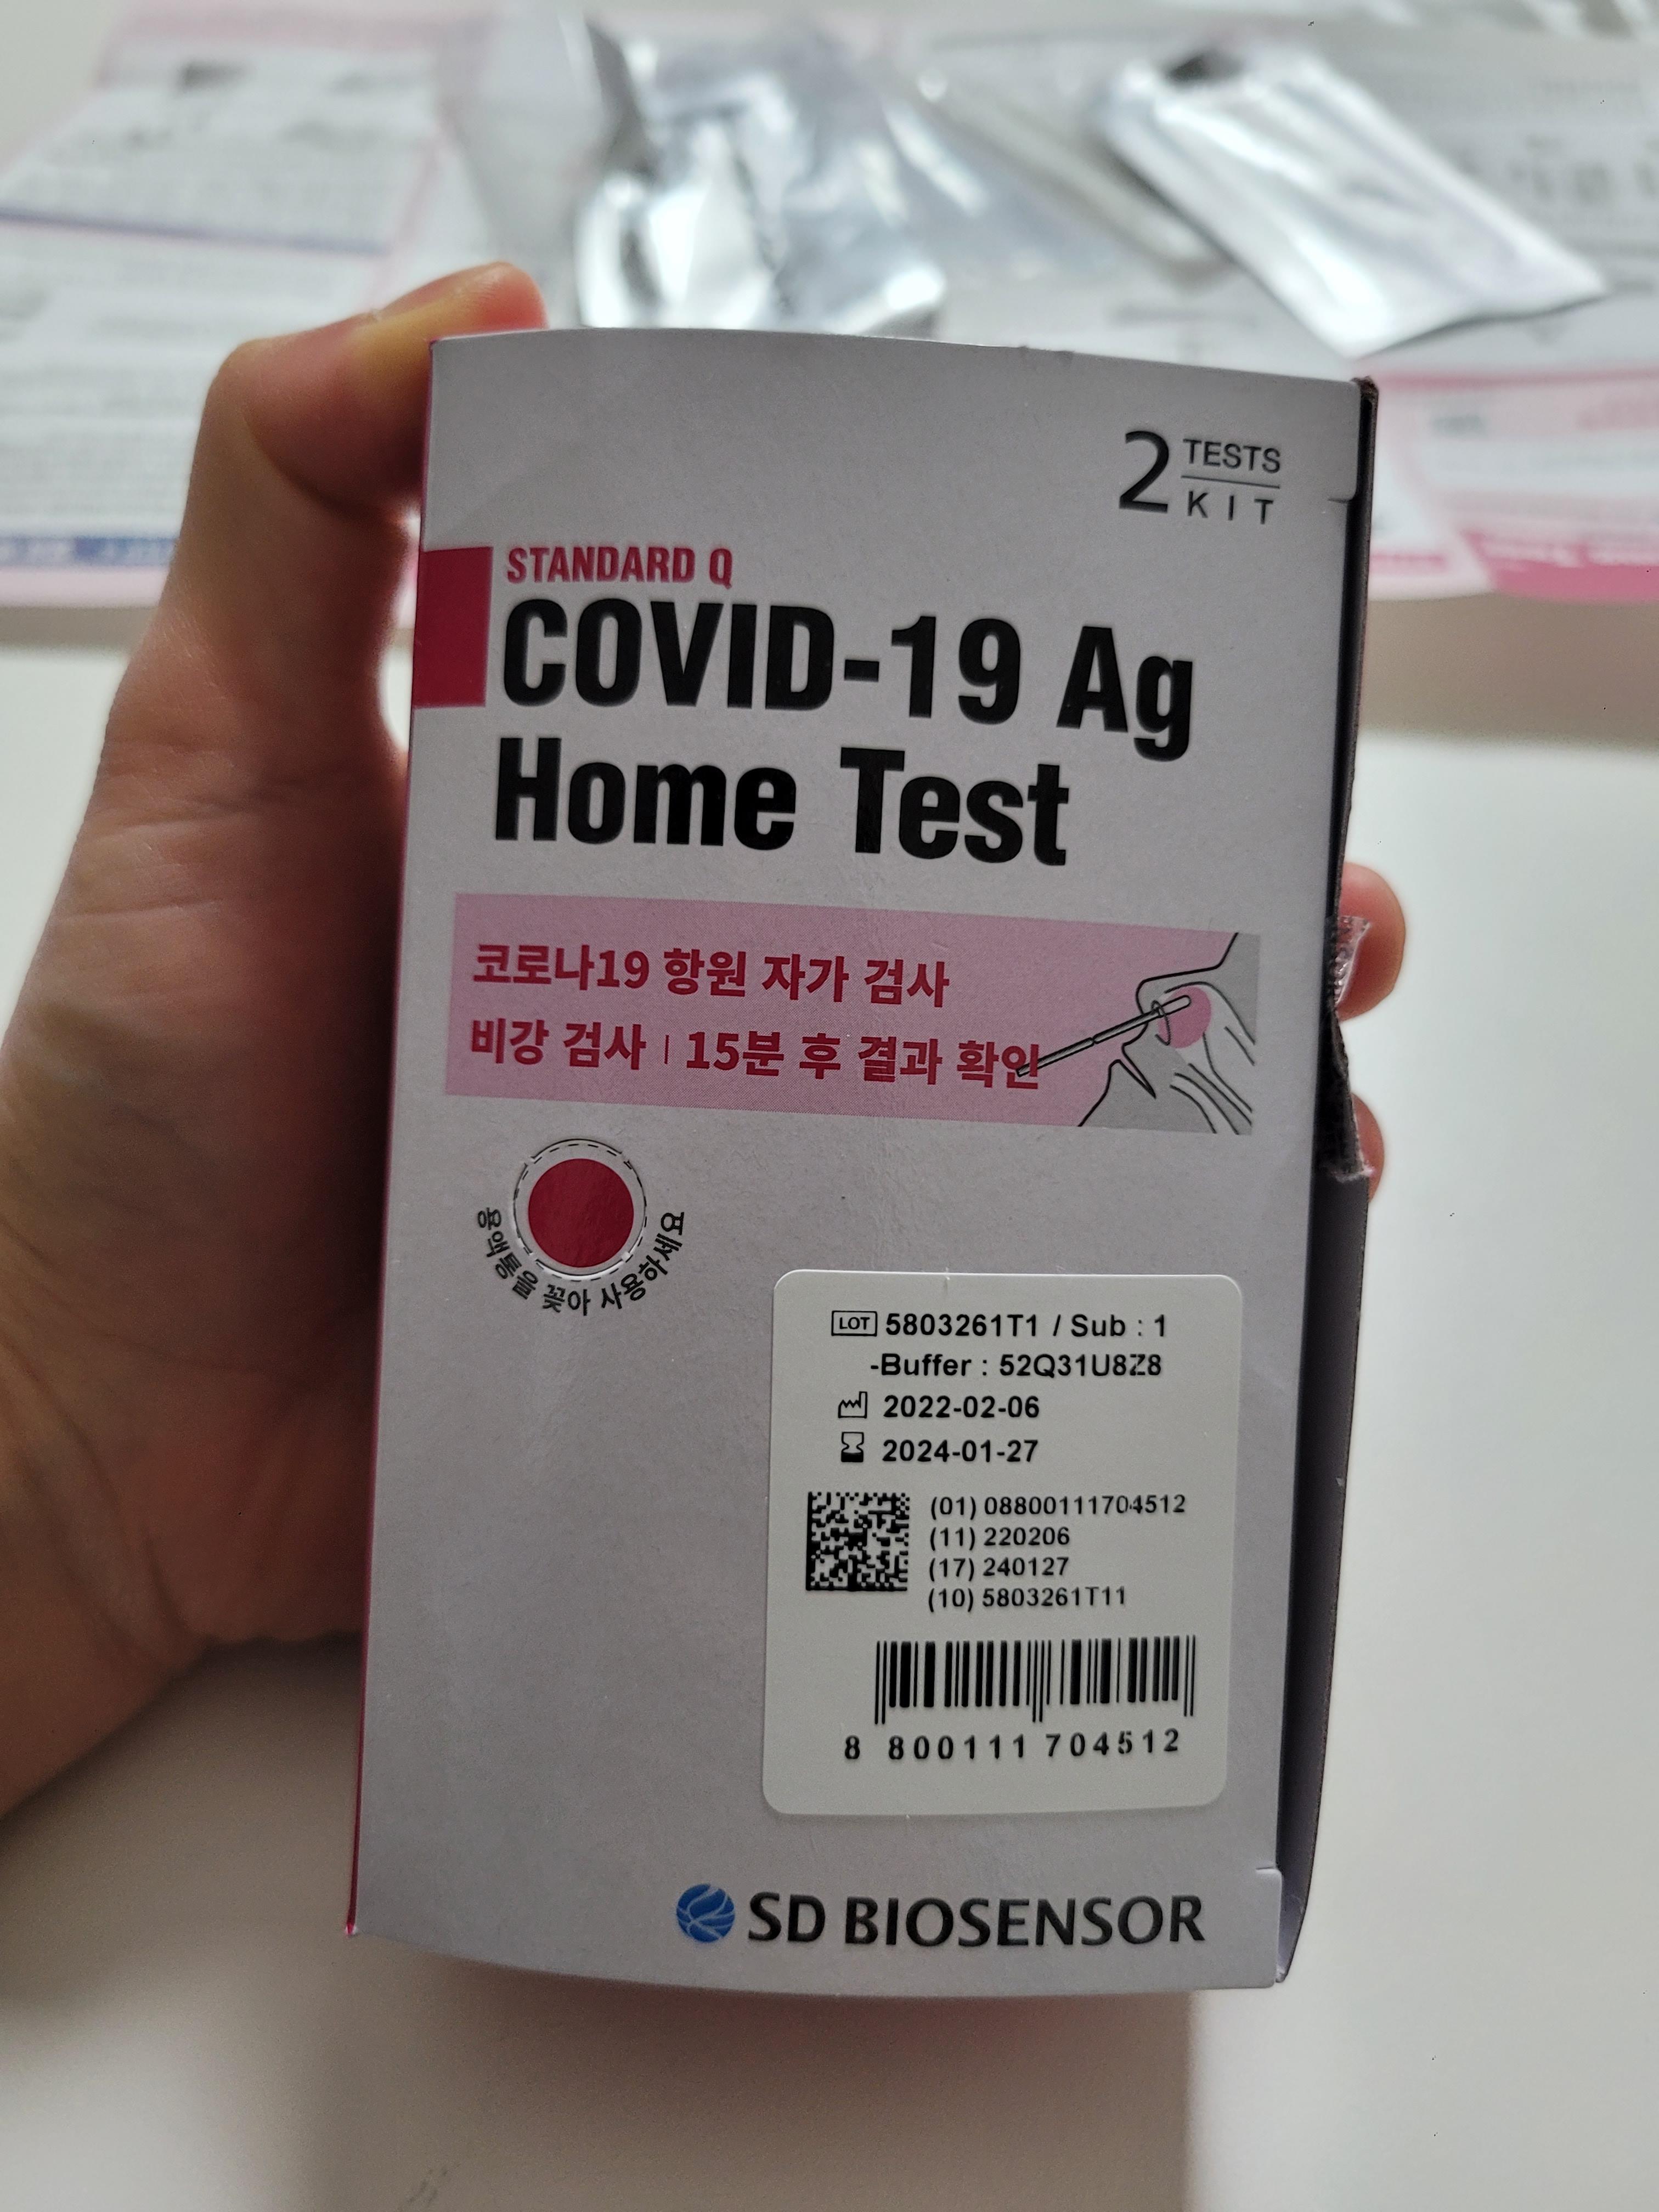 2 TESTS
KIT
STANDARD Q
COVID-19 Ag
Home Test
코로나19 항원 자가 검사
비강 검사 | 15분 후 결과 확인
용액통을 꽂아 사용하세요
LOT 5803261T1 / Sub : 1
-Buffer : 52Q31U8Z8
2022-02-06
2024-01-27
(01) 08800111704512
(11) 220206
(17) 240127
(10) 5803261T11
8 800111 704512
SD BIOSENSOR